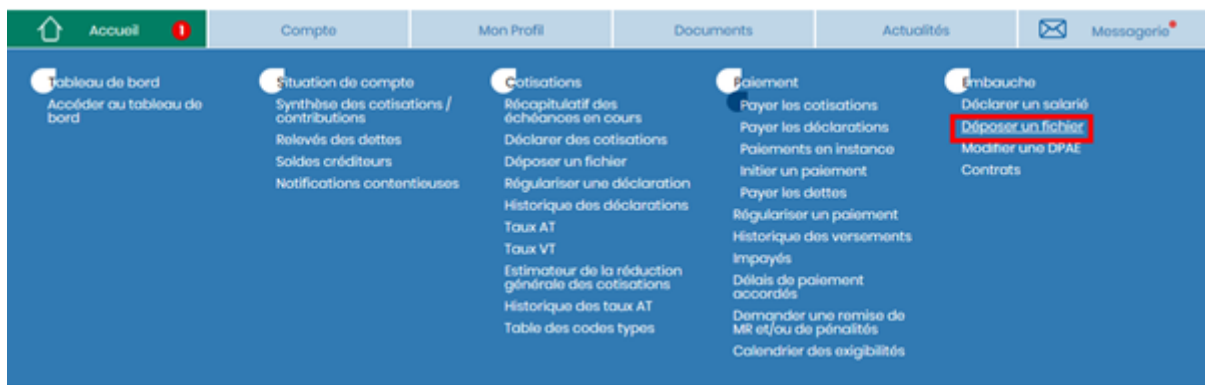 Accueil 1 Compte Mon Profil Documents Actualités Messagerie
Tableau de bord
Accéder au tableau de
bord
Situation de compte
Synthèse des cotisations /
contributions
Relevés des dettes
Soldes créditeurs
Notifications contentieuses
Cotisations
Récapitulatif des
échéances en cours
Déclarer des cotisations
Déposer un fichier
Régulariser une déclaration
Historique des déclarations
Taux AT
Taux VT
Estimateur de la réduction
générale des cotisations
Historique des taux AT
Table des codes types
Paiement
Payer les cotisations
Payer les déclarations
Paiements en instance
Initier un paiement
Payer les dettes
Régulariser un paiement
Historique des versements
Impayés
Délais de paiement
accordés
Demander une remise de
MR et/ou de pénalités
Calendrier des exigibilités
Embauche
Déclarer un salarié
Déposer un fichier
Modifier une DPAE
Contrats